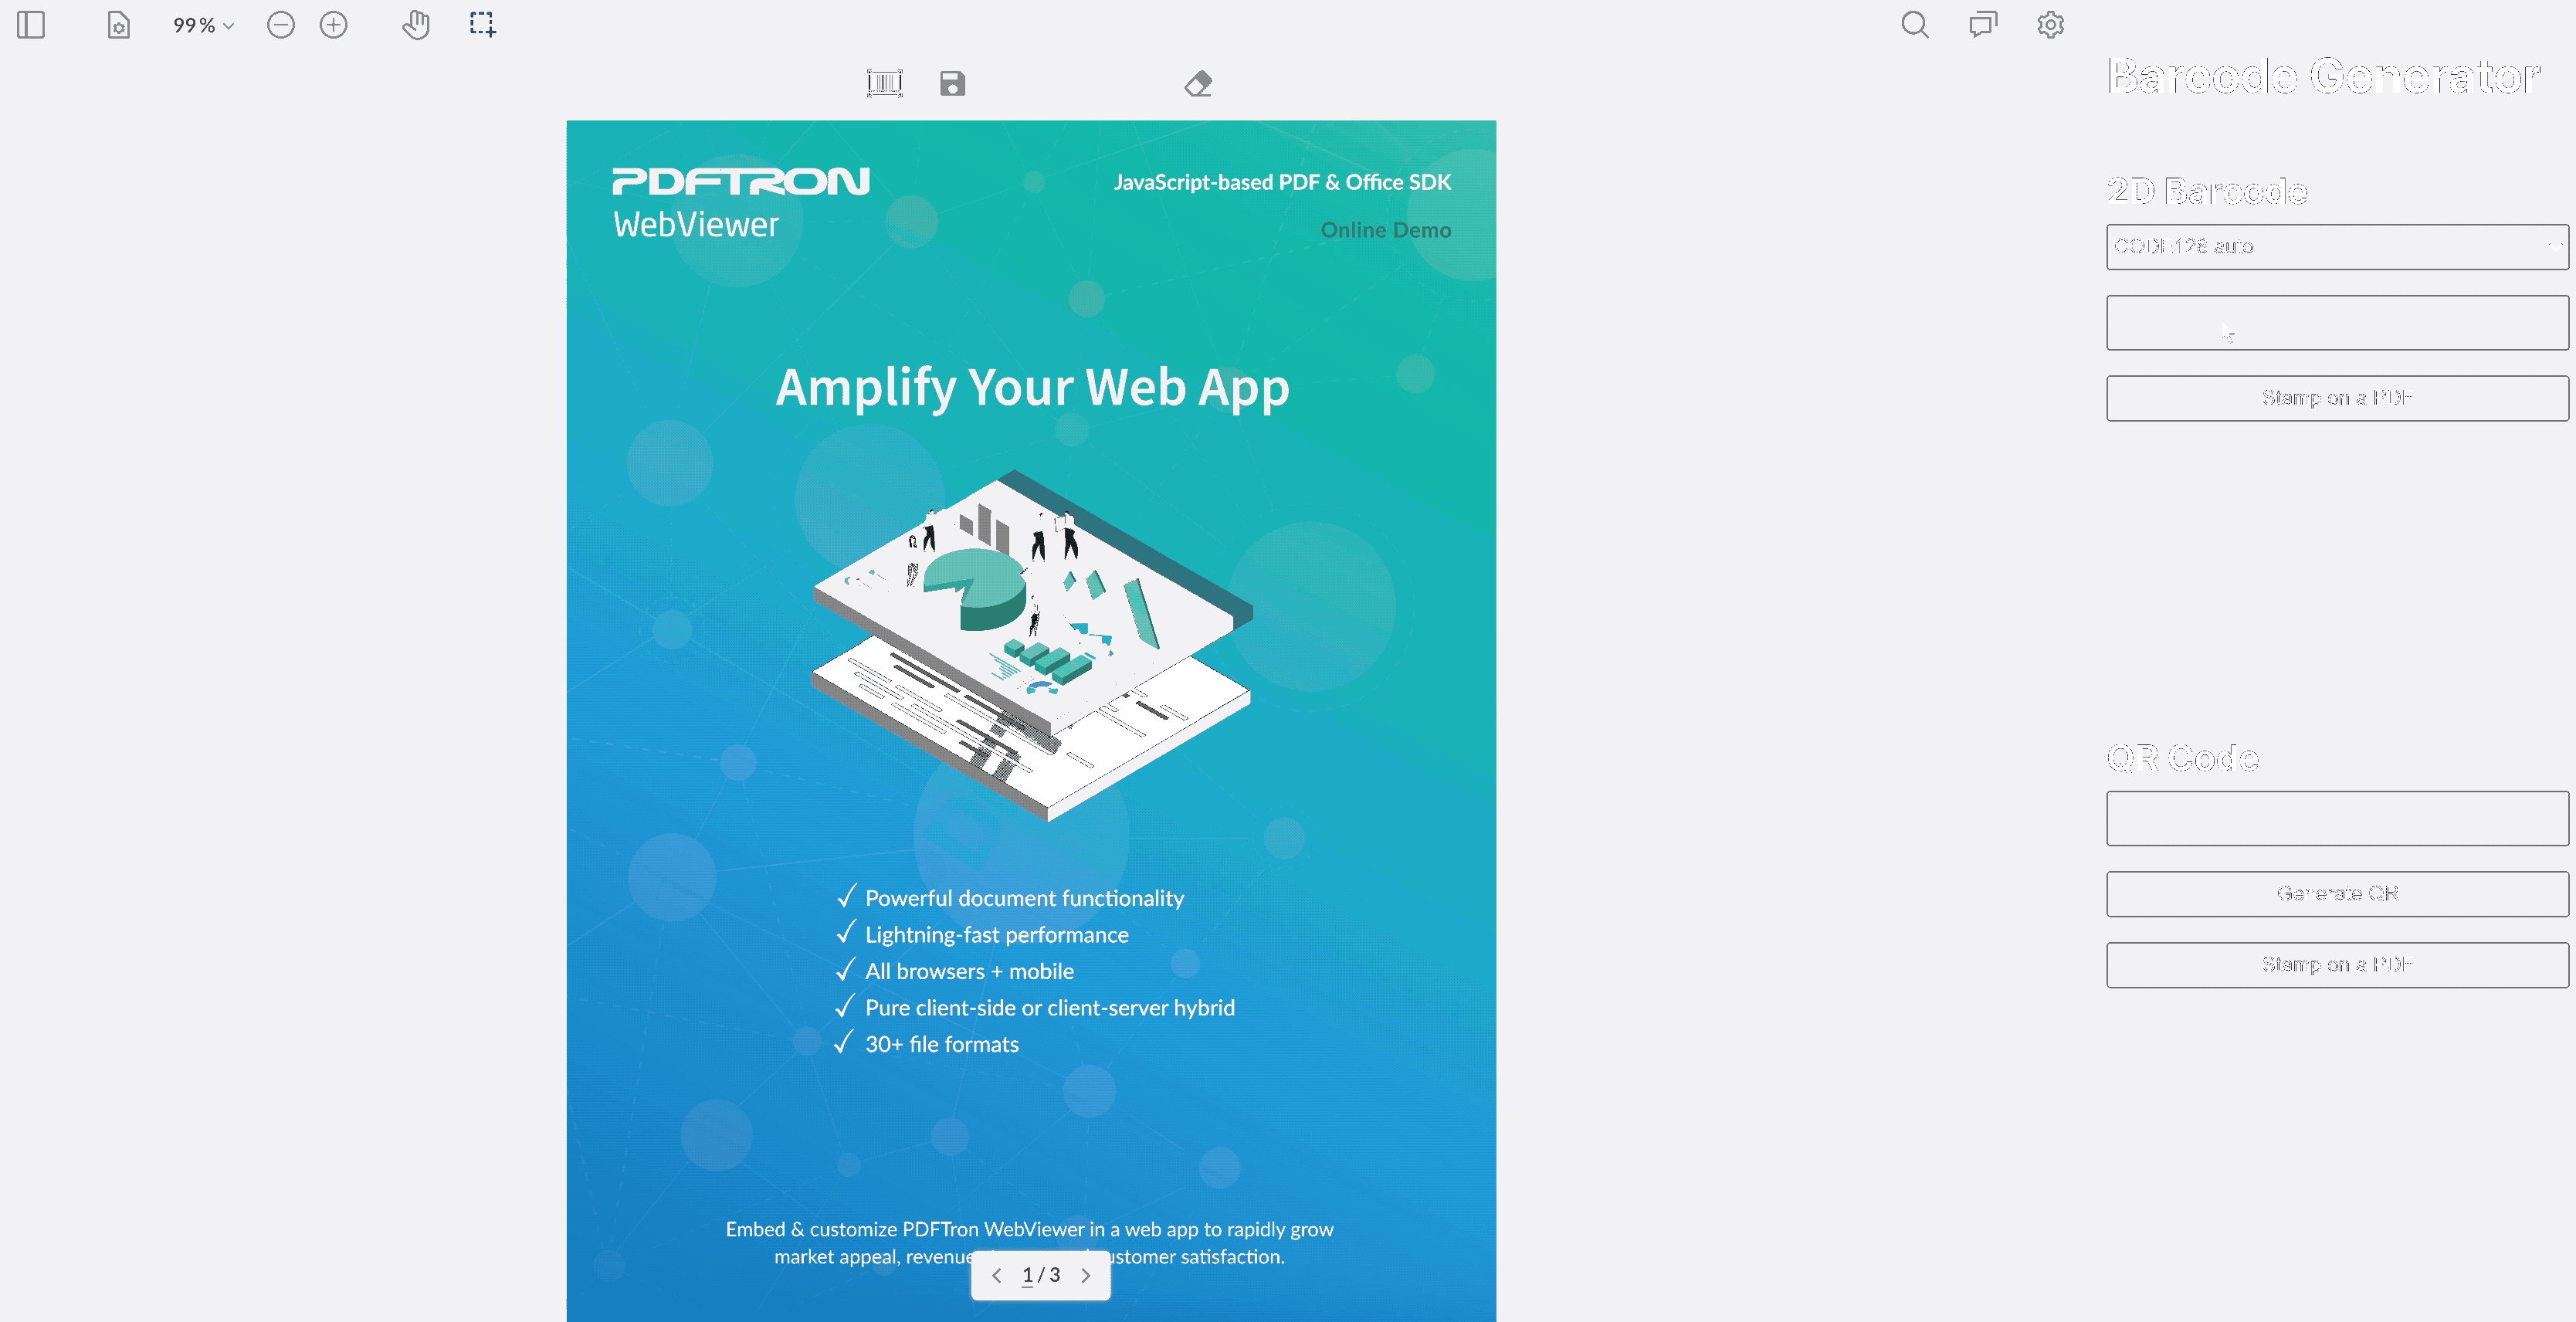 99%
Barcode Generator
PDFTRON
WebViewer
JavaScript-based PDF & Office SDK
Online Demo
2D Barcode
CODE128 auto
Stamp on a PDF
Amplify Your Web App
QR Code
Generate QR
Stamp on a PDF
✓ Powerful document functionality
✓ Lightning-fast performance
✓ All browsers + mobile
✓ Pure client-side or client-server hybrid
✓ 30+ file formats
Embed & customize PDFTron WebViewer in a web app to rapidly grow
market appeal, revenue ustomer satisfaction.
1 / 3